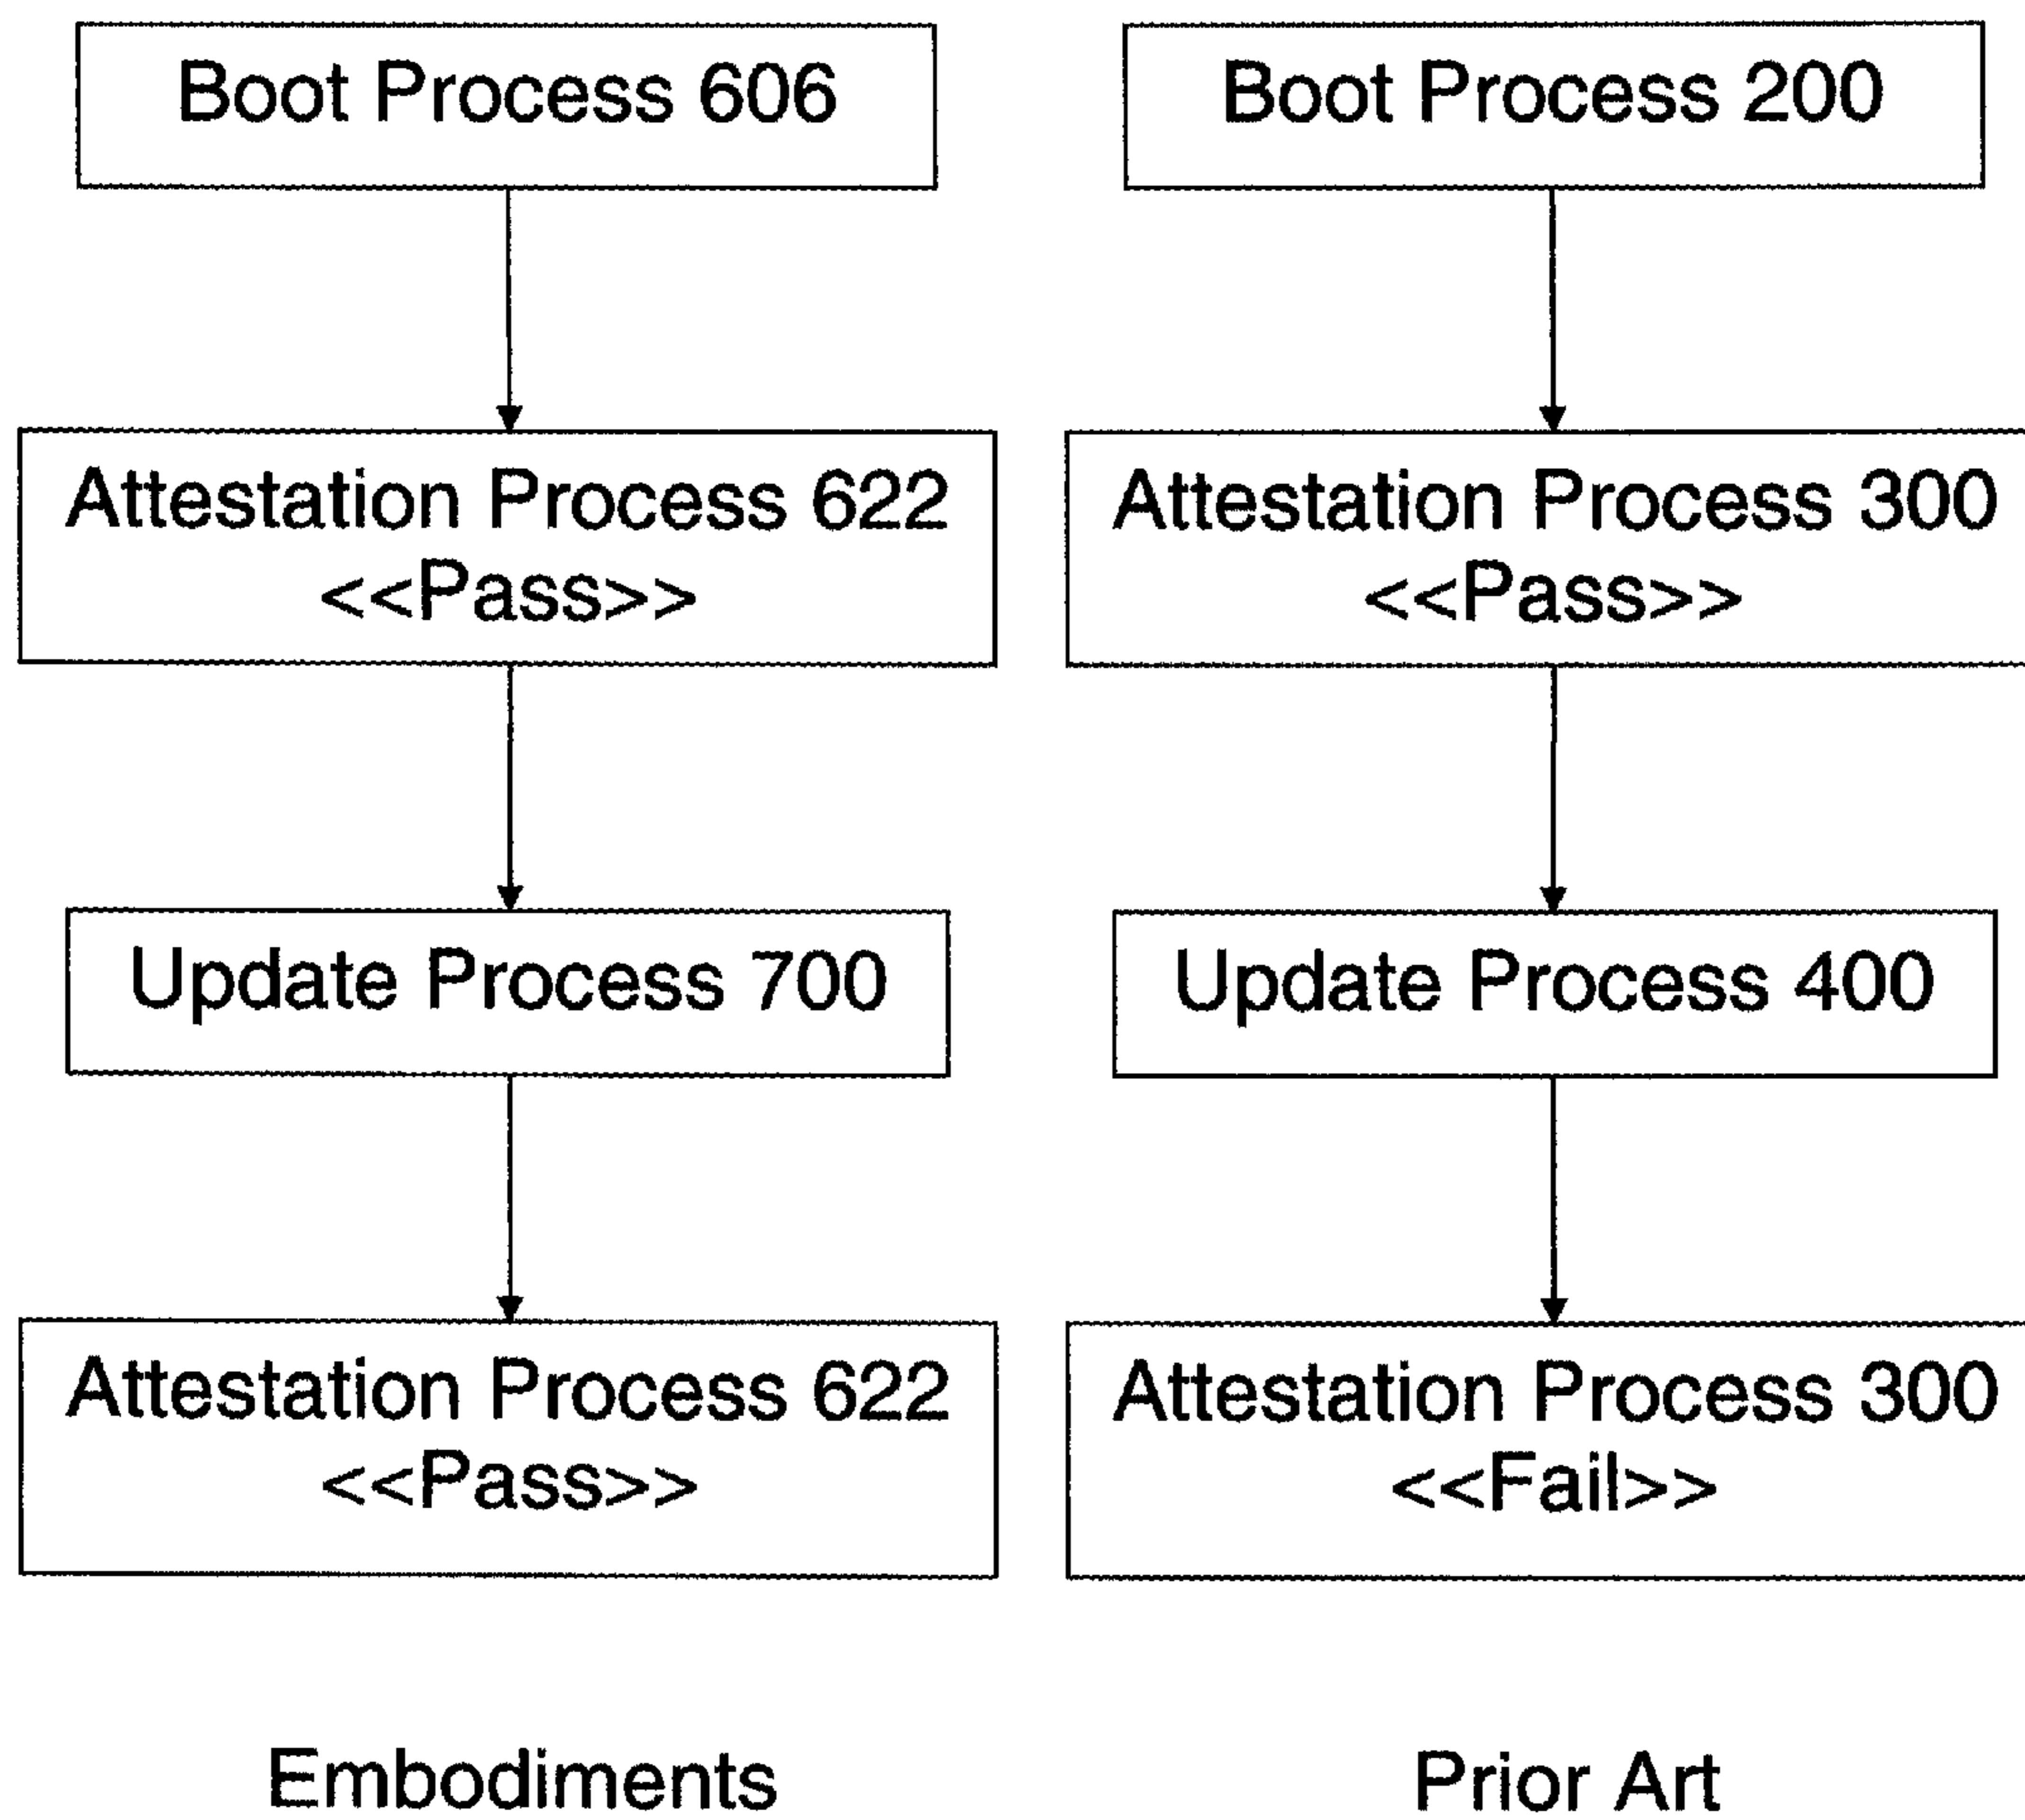 Boot Process 606
Attestation Process 622
<<Pass>>
Update Process 700
Attestation Process 622
<<Pass>>
Embodiments
Boot Process 200
Attestation Process 300
<<Pass>>
Update Process 400
Attestation Process 300
<<Fail>>
Prior Art